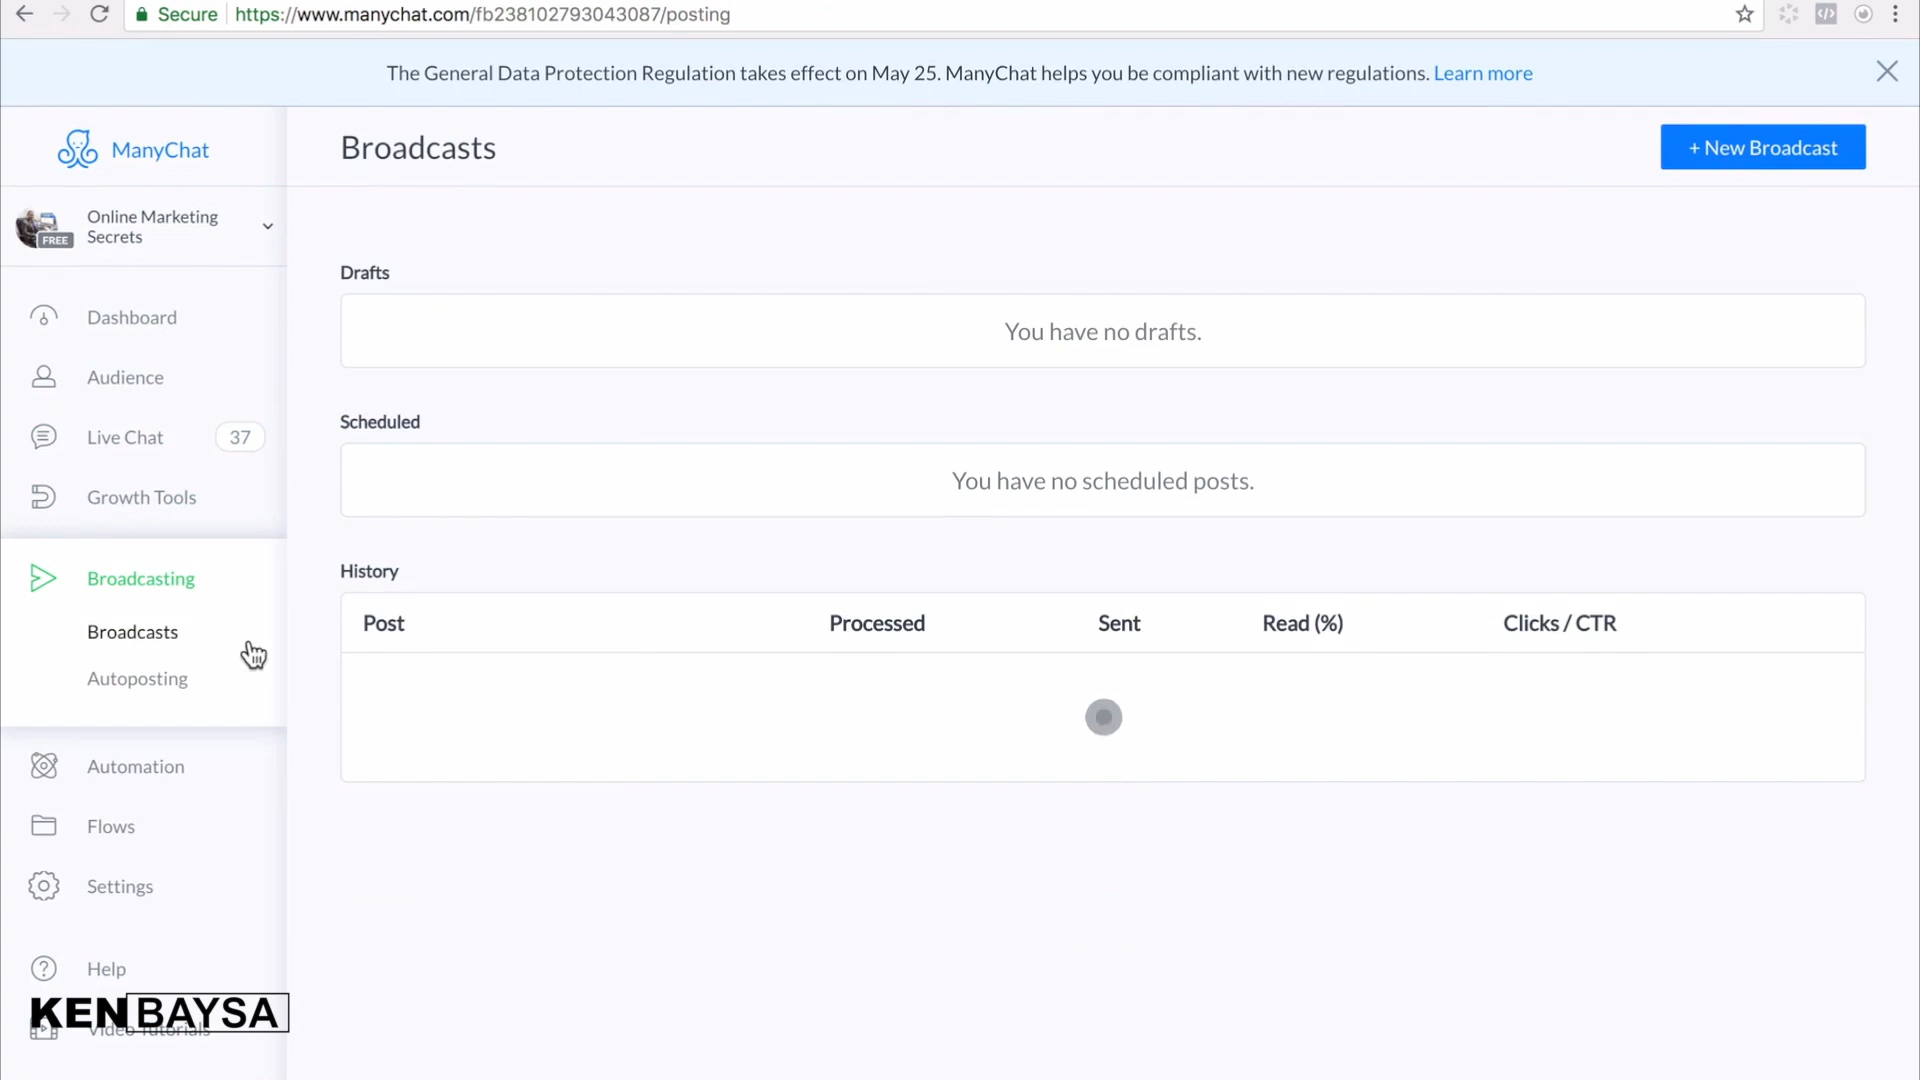 Secure https://www.manychat.com/fb238102793043087/posting
The General Data Protection Regulation takes effect on May 25. ManyChat helps you be compliant with new regulations. Learn more
ManyChat
Broadcasts
+ New Broadcast
FREE
Online Marketing
Secrets
Dashboard
Audience
Live Chat 37
Growth Tools
Broadcasting
Broadcasts
Autoposting
Automation
Flows
Settings
Help
Video Tutorials
KENBAYSA
Drafts
You have no drafts.
Scheduled
You have no scheduled posts.
History
Post Processed Sent Read (%) Clicks / CTR